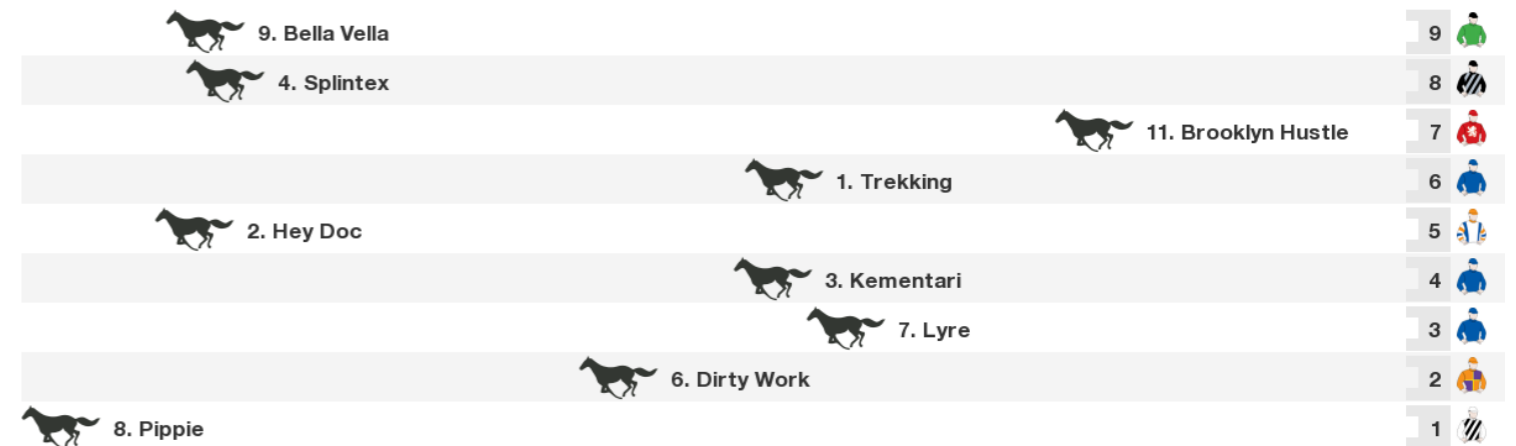 9. Bella Vella 9
4. Splintex 8
11. Brooklyn Hustle 7
1. Trekking 6
2. Hey Doc 5
3. Kementari 4
7. Lyre 3
6. Dirty Work 2
8. Pippie 1